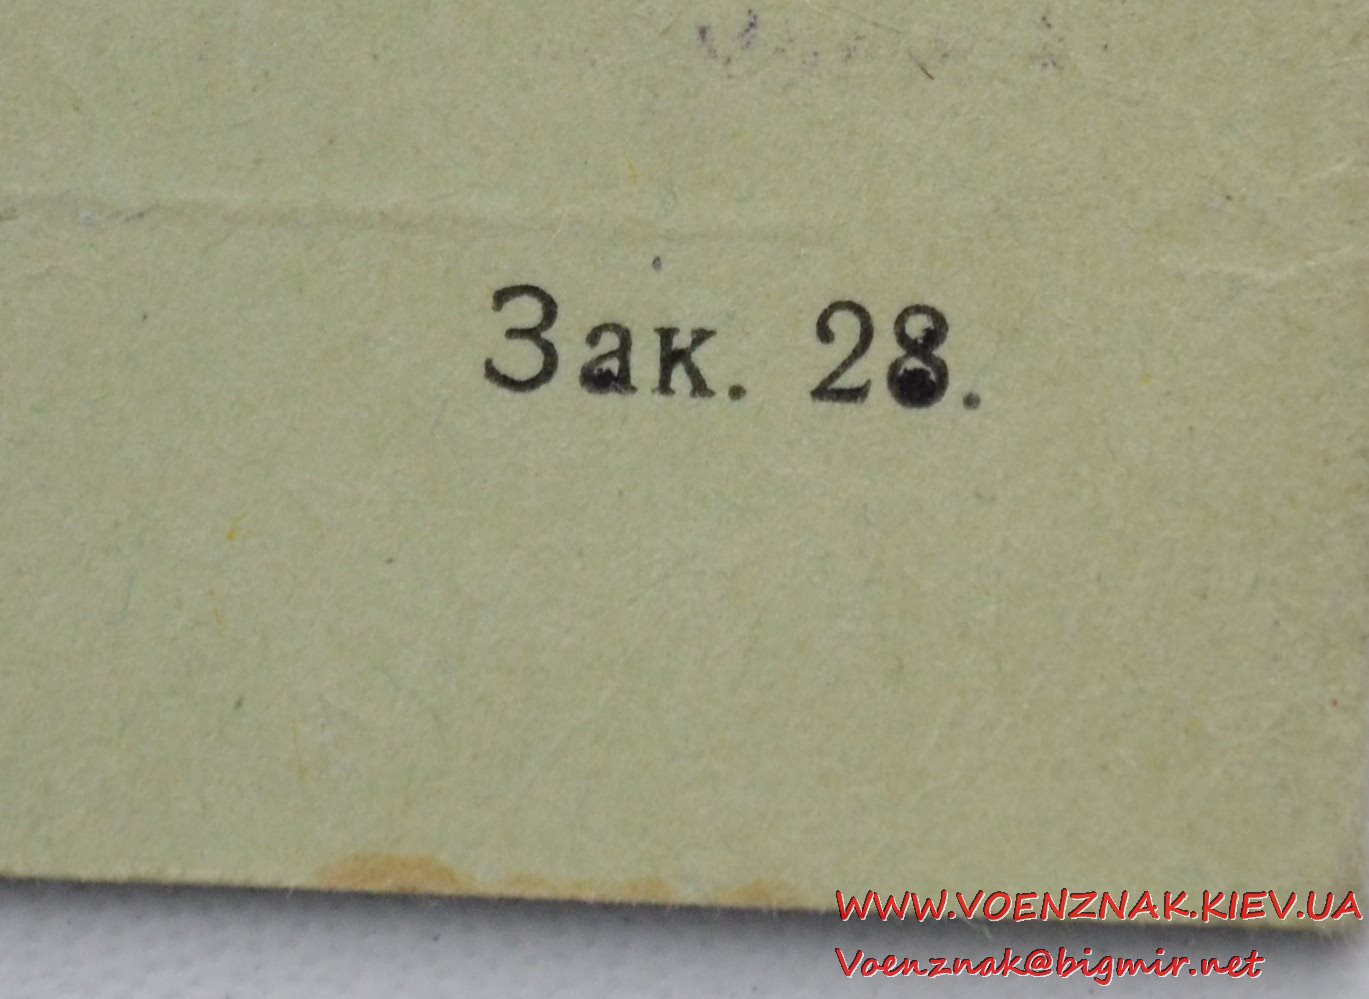 Зак. 28.
WWW.VOENZNAK.KIEV.UA
Voenznak@bigmir.net